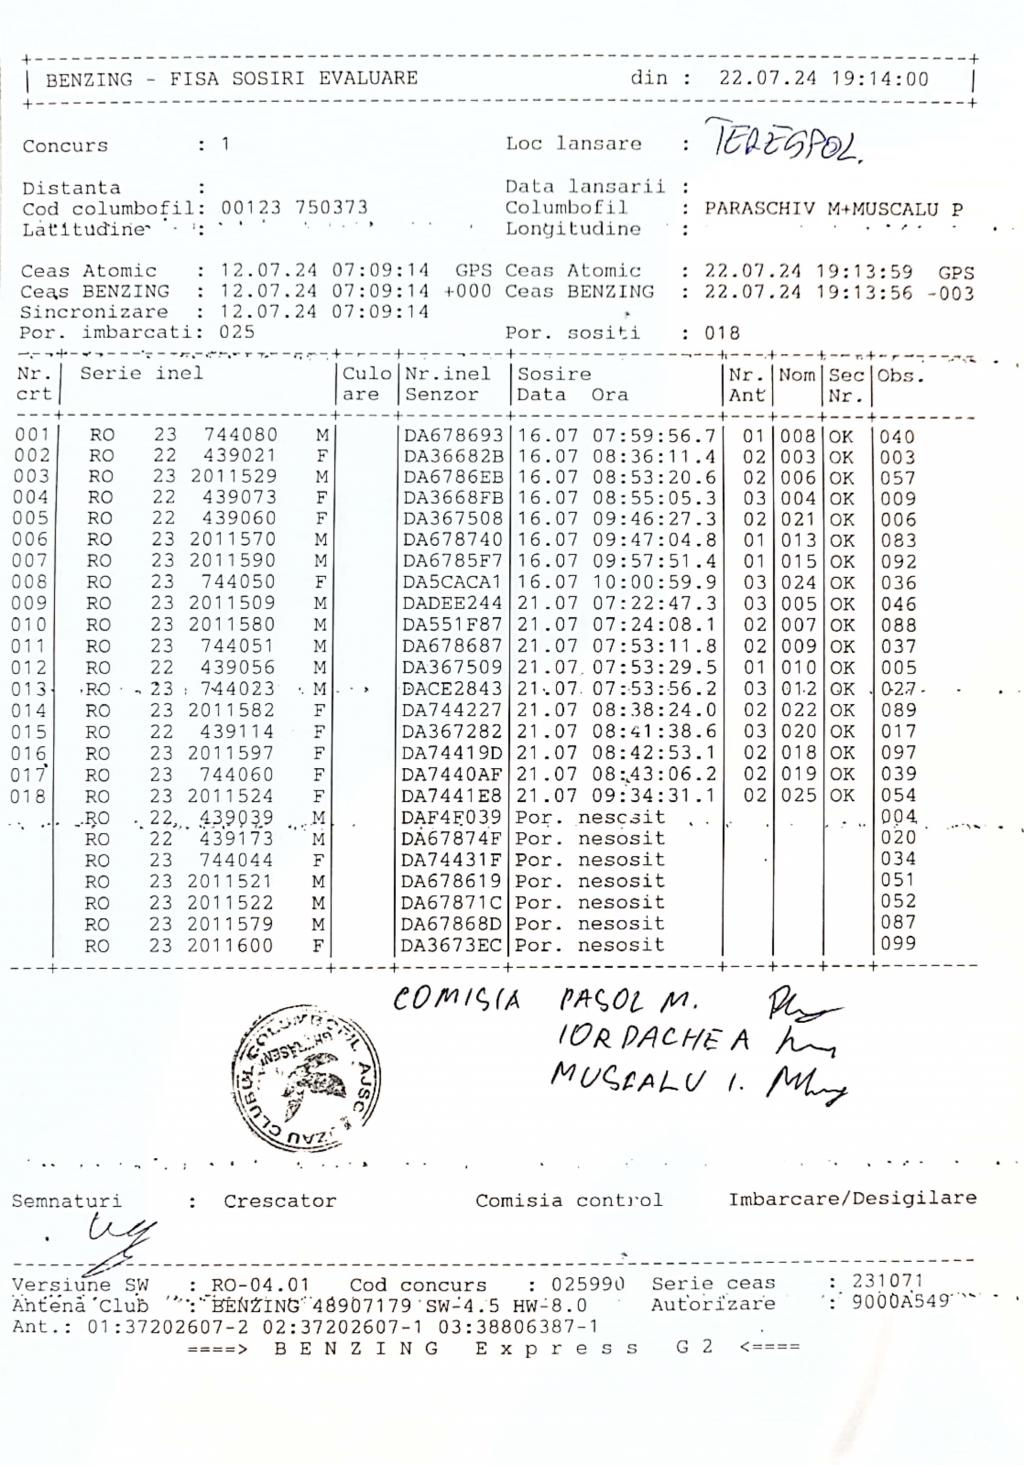 BENZING - FISA SOSIRI EVALUARE din : 22.07.24 19:14:00
Concurs : 1 Loc lansare : TERESPOL.
Distanta : Data lansarii :
Cod columbofil: 00123 750373 Columbofil : PARASCHIV M+MUSCALU P
Latitudine : Longitudine :
Ceas Atomic : 12.07.24 07:09:14 GPS Ceas Atomic : 22.07.24 19:13:59 GPS
Ceas BENZING : 12.07.24 07:09:14 +000 Ceas BENZING : 22.07.24 19:13:56 -003
Sincronizare : 12.07.24 07:09:14
Por. imbarcati: 025 Por. sositi : 018
Nr. Serie inel Culo Nr.inel Sosire Nr. Nom Sec Obs.
crt are Senzor Data Ora Ant Nr.
001 RO 23 744080 M DA678693 16.07 07:59:56.7 01 008 OK 040
002 RO 22 439021 F DA36682B 16.07 08:36:11.4 02 003 OK 003
003 RO 23 2011529 M DA6786EB 16.07 08:53:20.6 02 006 OK 057
004 RO 22 439073 F DA3668FB 16.07 08:55:05.3 03 004 OK 009
005 RO 22 439060 F DA367508 16.07 09:46:27.3 02 021 OK 006
006 RO 23 2011570 M DA678740 16.07 09:47:04.8 01 013 OK 083
007 RO 23 2011590 M DA6785F7 16.07 09:57:51.4 01 015 OK 092
008 RO 23 744050 F DA5CACA1 16.07 10:00:59.9 03 024 OK 036
009 RO 23 2011509 M DADEE244 21.07 07:22:47.3 03 005 OK 046
010 RO 23 2011580 M DA551F87 21.07 07:24:08.1 02 007 OK 088
011 RO 23 744051 M DA678687 21.07 07:53:11.8 02 009 OK 037
012 RO 22 439056 M DA367509 21.07 07:53:29.5 01 010 OK 005
013 RO 23 744023 M DACE2843 21.07 07:53:56.2 03 012 OK 027
014 RO 23 2011582 F DA744227 21.07 08:38:24.0 02 022 OK 089
015 RO 22 439114 F DA367282 21.07 08:41:38.6 03 020 OK 017
016 RO 23 2011597 F DA74419D 21.07 08:42:53.1 02 018 OK 097
017 RO 23 744060 F DA7440AF 21.07 08:43:06.2 02 019 OK 039
018 RO 23 2011524 F DA7441E8 21.07 09:34:31.1 02 025 OK 054
RO 22 439039 M DAF4F039 Por. nesosit 004
RO 22 439173 M DA67874F Por. nesosit 020
RO 23 744044 F DA74431F Por. nesosit 034
RO 23 2011521 M DA678619 Por. nesosit 051
RO 23 2011522 M DA67871C Por. nesosit 052
RO 23 2011579 M DA67868D Por. nesosit 087
RO 23 2011600 F DA3673EC Por. nesosit 099
COMISIA PASOL M.
IORDACHE A
MUSCALU I.
CLUBUL COLUMBOFIL AJSC BUZAU
Semnaturi : Crescator Comisia control Imbarcare/Desigilare
Versiune SW : RO-04.01 Cod concurs : 025990 Serie ceas : 231071
Antena Club : BENZING 48907179 SW-4.5 HW-8.0 Autorizare : 9000A549
Ant.: 01:37202607-2 02:37202607-1 03:38806387-1
====> B E N Z I N G E x p r e s s G 2 <====